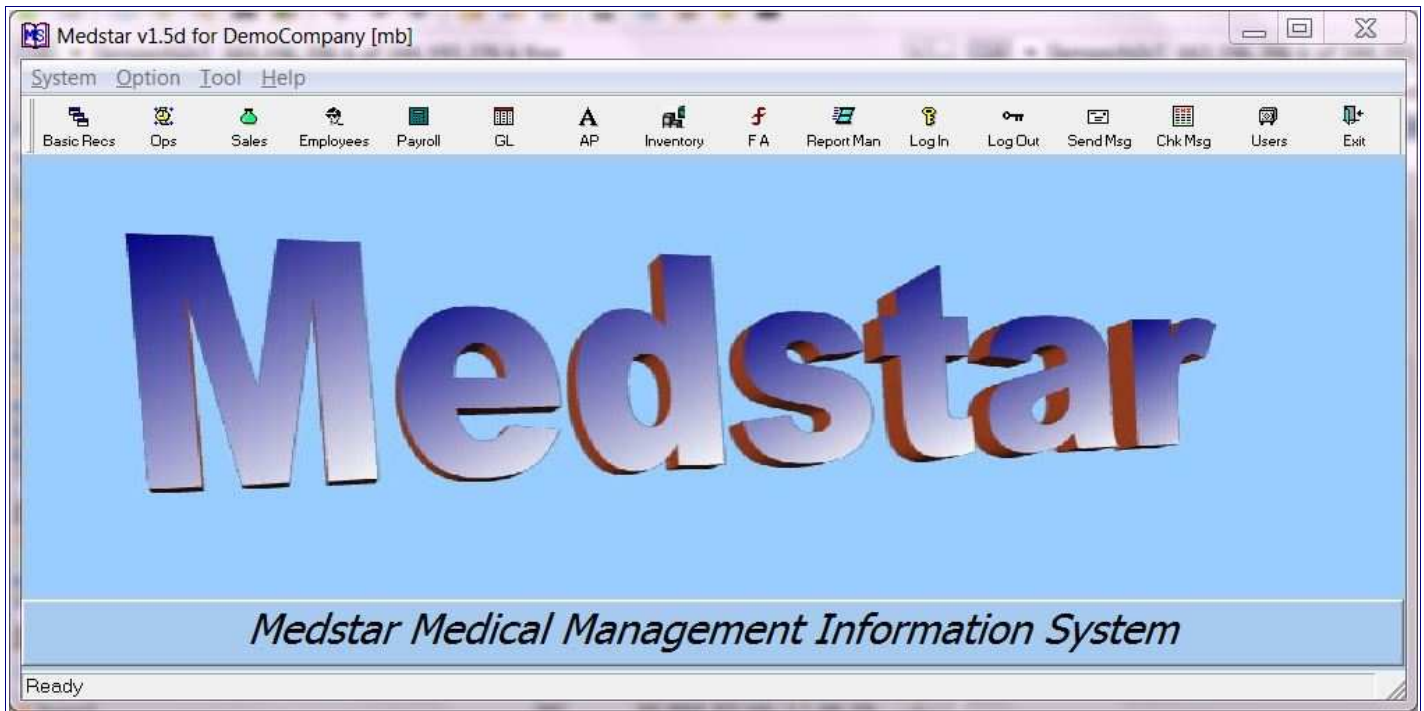 Medstar v1.5d for DemoCompany [mb]
System Option Tool Help
Basic Recs Ops Sales Employees Payroll GL AP Inventory F A Report Man Log In Log Out Send Msg Chk Msg Users Exit
Medstar
Medstar Medical Management Information System
Ready